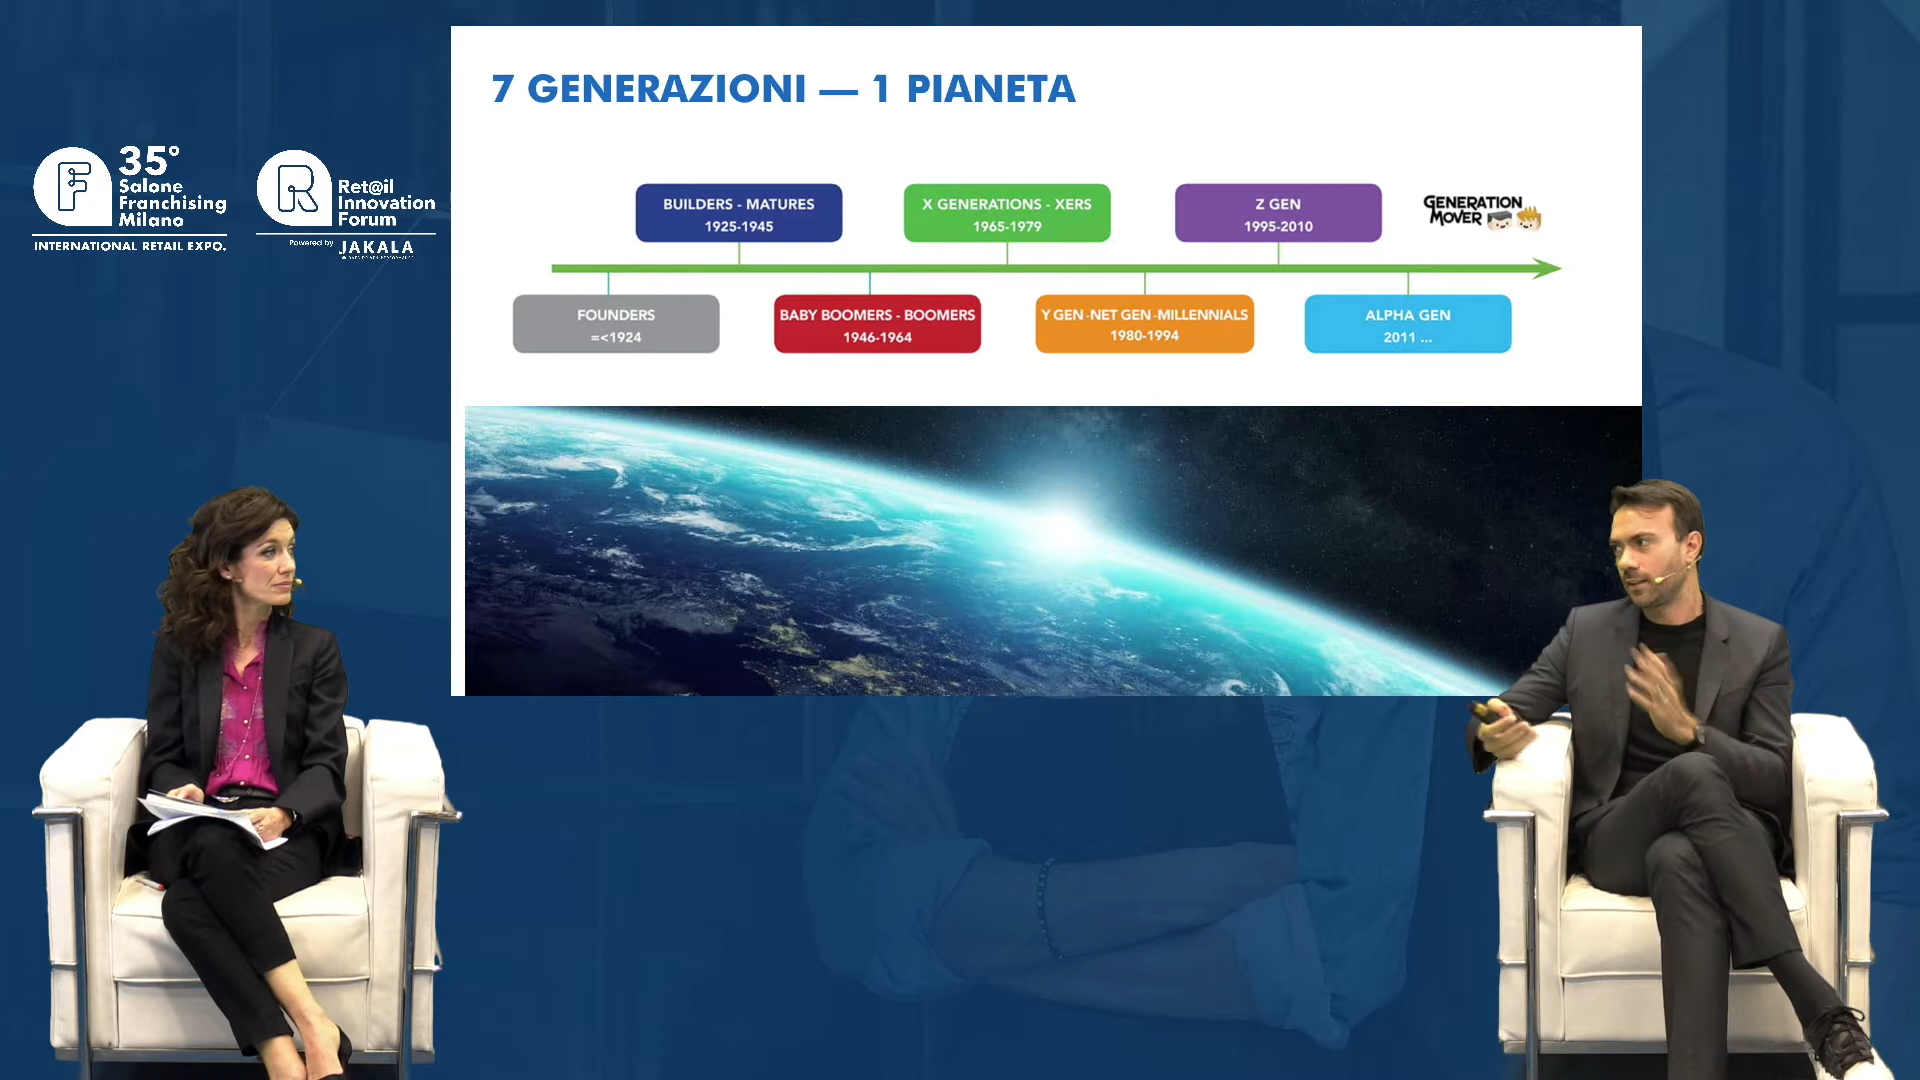 7 GENERAZIONI — 1 PIANETA
35°
Salone
Franchising
Milano
INTERNATIONAL RETAIL EXPO.
Ret@il
Innovation
Forum
Powered by JAKALA
BUILDERS - MATURES
1925-1945
X GENERATIONS - XERS
1965-1979
Z GEN
1995-2010
GENERATION
MOVER
FOUNDERS
=<1924
BABY BOOMERS - BOOMERS
1946-1964
Y GEN -NET GEN -MILLENNIALS
1980-1994
ALPHA GEN
2011 ...